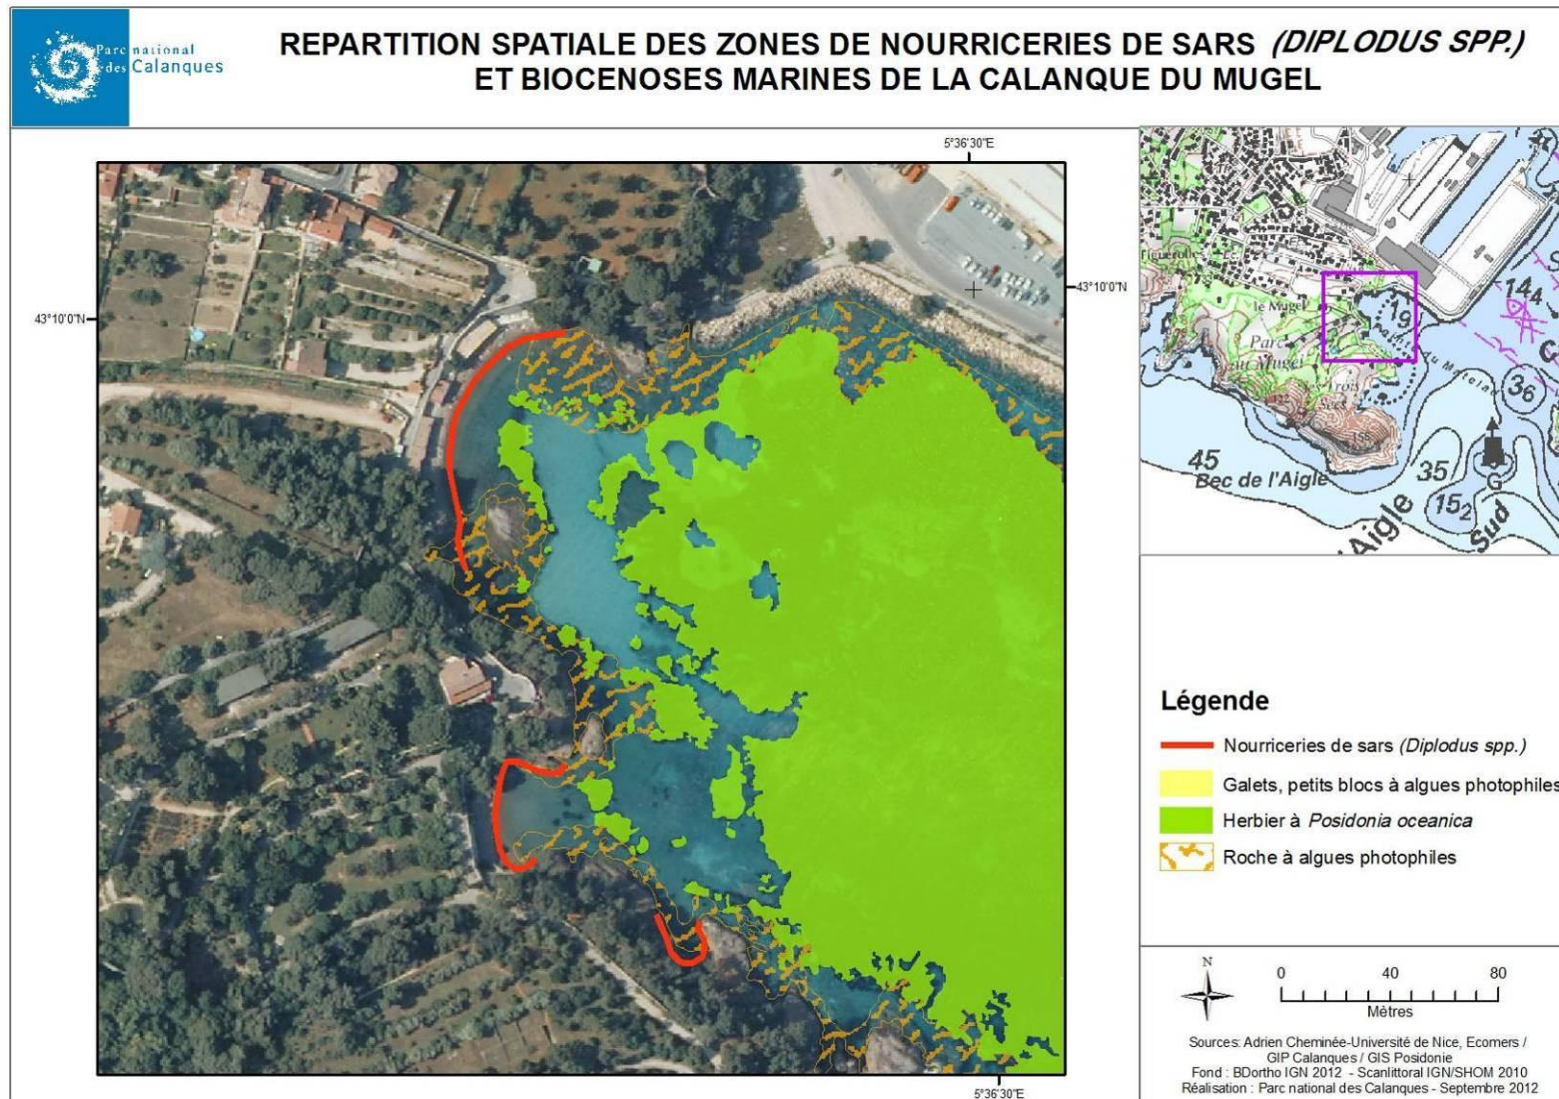 Parc national
des Calanques
REPARTITION SPATIALE DES ZONES DE NOURRICERIES DE SARS (DIPLODUS SPP.)
ET BIOCENOSES MARINES DE LA CALANQUE DU MUGEL
5°36'30"E
43°10'0"N
43°10'0"N
5°36'30"E
le Mugel
Parc
du Mugel
les Trois
Secs
19
144
36
45
Bec de l'Aigle
35
152
G
Sud
l'Aigle
Légende
Nourriceries de sars (Diplodus spp.)
Galets, petits blocs à algues photophiles
Herbier à Posidonia oceanica
Roche à algues photophiles
N
0 40 80
Mètres
Sources: Adrien Cheminée-Université de Nice, Ecomers /
GIP Calanques / GIS Posidonie
Fond : BDortho IGN 2012 - Scanlittoral IGN/SHOM 2010
Réalisation : Parc national des Calanques - Septembre 2012